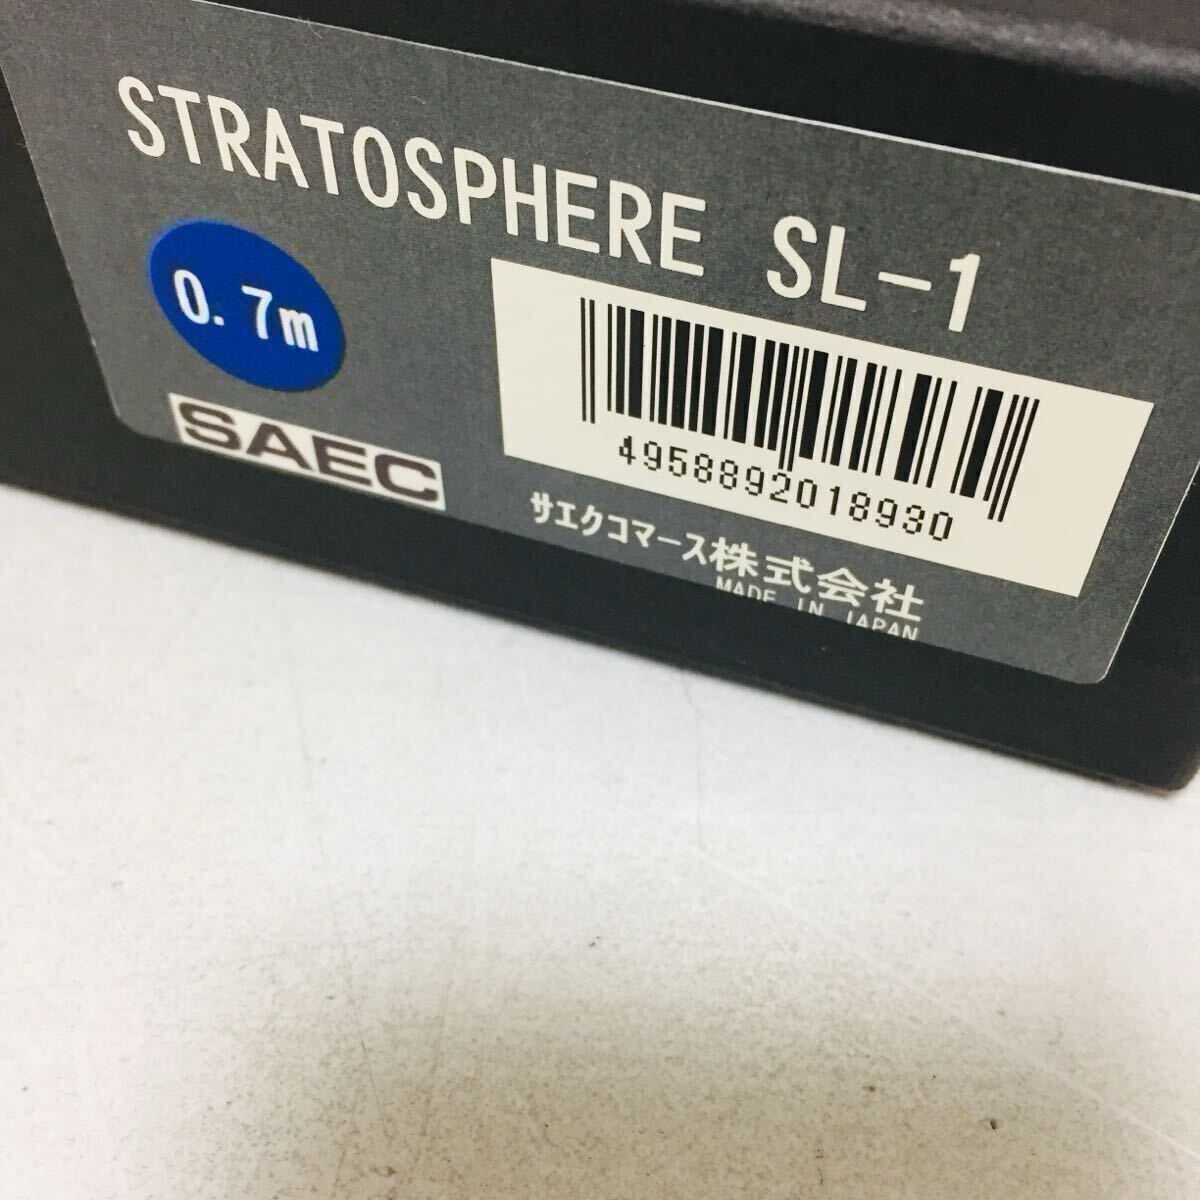 STRATOSPHERE SL-1
0.7m
SAEC
4958892018930
サエクコマース株式会社
MADE IN JAPAN